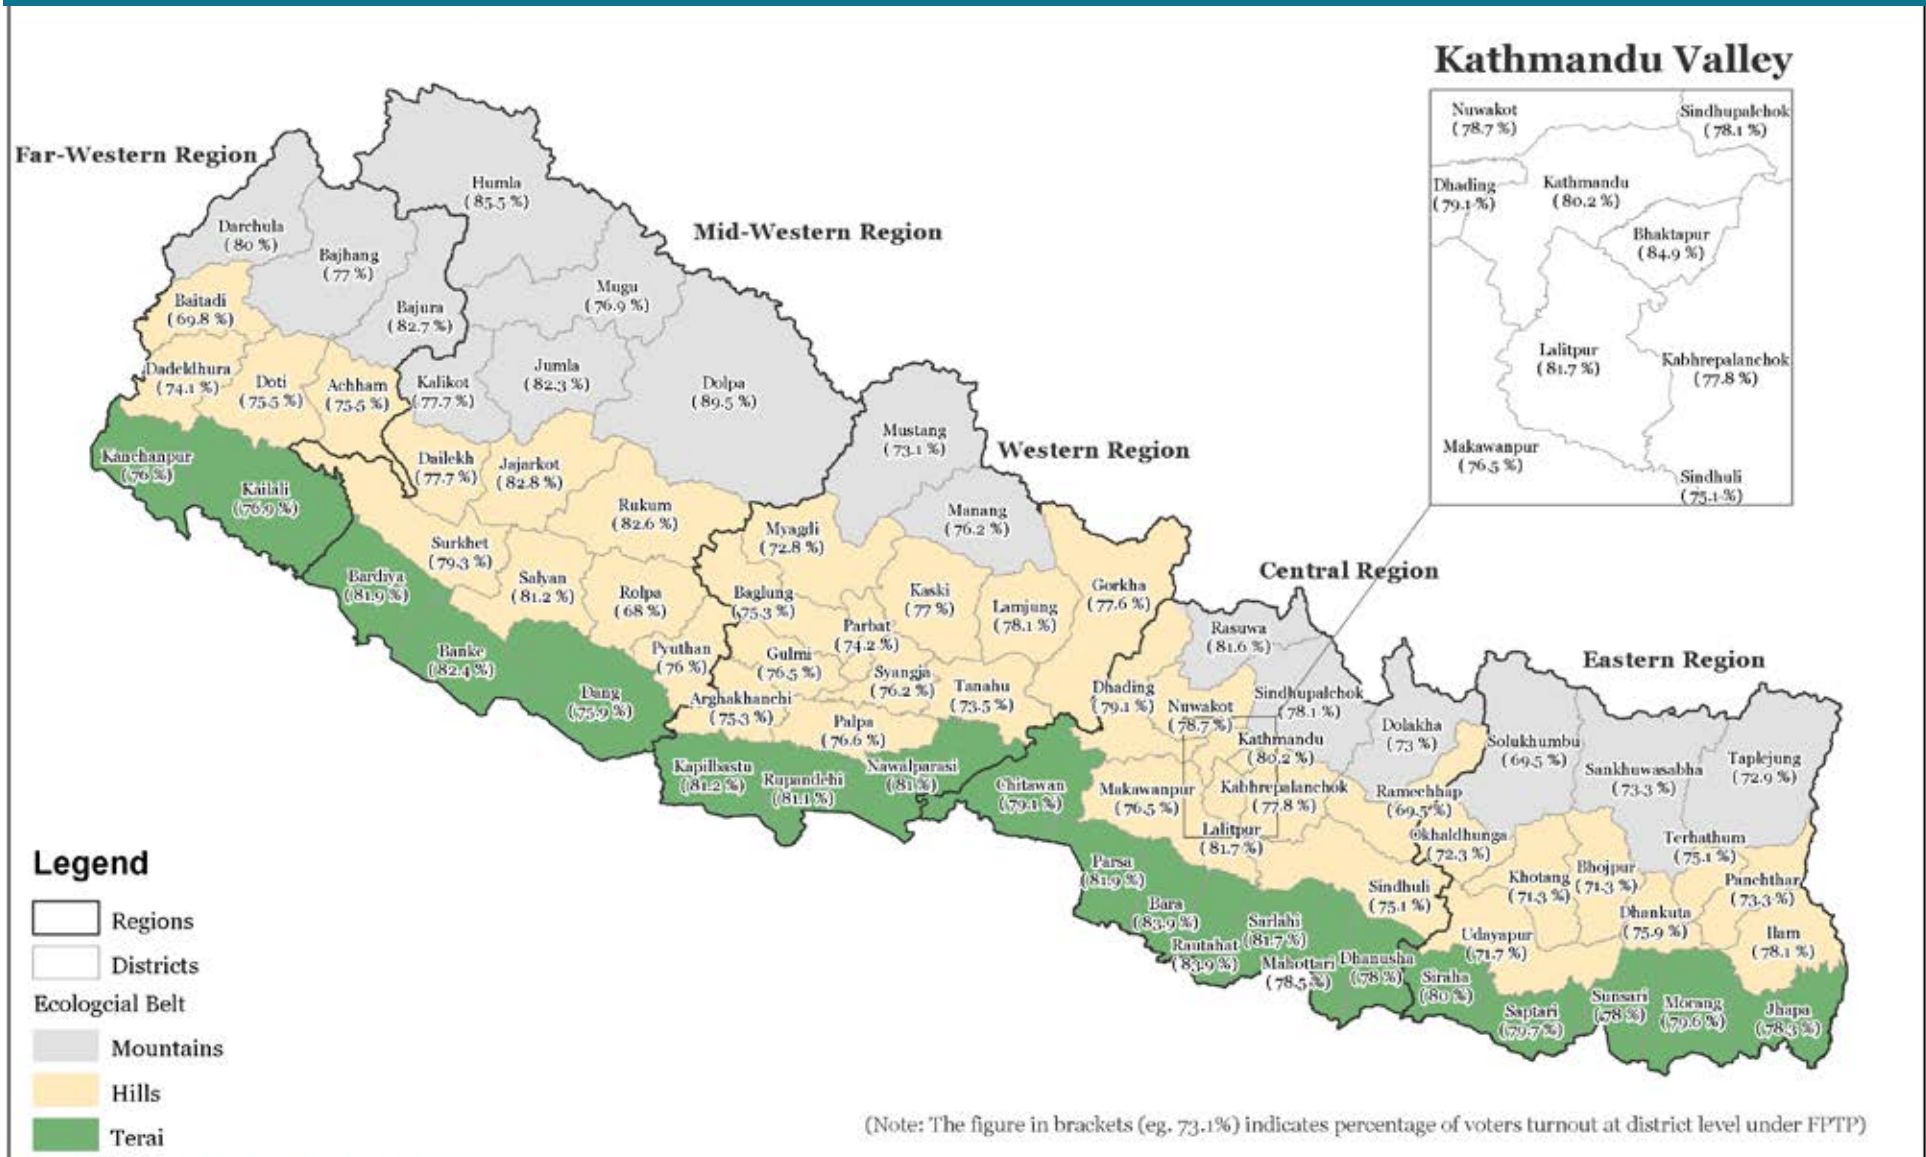 Kathmandu Valley
Nuwakot
(78.7 %)
Sindhupalchok
(78.1 %)
Dhading
(79.1 %)
Kathmandu
(80.2 %)
Bhaktapur
(84.9 %)
Lalitpur
(81.7 %)
Kabhrepalanchok
(77.8 %)
Makawanpur
(76.5 %)
Sindhuli
(75.1 %)
Far-Western Region
Darchula
(80 %)
Bajhang
(77 %)
Bajura
(82.7 %)
Baitadi
(69.8 %)
Dadeldhura
(74.1 %)
Doti
(75.5 %)
Achham
(75.5 %)
Kanchanpur
(76 %)
Kailali
(76.9 %)
Mid-Western Region
Humla
(85.5 %)
Mugu
(76.9 %)
Kalikot
(77.7 %)
Jumla
(82.3 %)
Dolpa
(89.5 %)
Dailekh
(77.7 %)
Jajarkot
(82.8 %)
Rukum
(82.6 %)
Surkhet
(79.3 %)
Salyan
(81.2 %)
Rolpa
(68 %)
Pyuthan
(76 %)
Bardiya
(81.9 %)
Banke
(82.4 %)
Dang
(75.9 %)
Western Region
Mustang
(73.1 %)
Manang
(76.2 %)
Myagdi
(72.8 %)
Baglung
(75.3 %)
Kaski
(77 %)
Lamjung
(78.1 %)
Gorkha
(77.6 %)
Parbat
(74.2 %)
Gulmi
(76.5 %)
Syangja
(76.2 %)
Tanahu
(73.5 %)
Arghakhanchi
(75.3 %)
Palpa
(76.6 %)
Kapilbastu
(81.2 %)
Rupandehi
(81.1 %)
Nawalparasi
(81 %)
Central Region
Rasuwa
(81.6 %)
Dhading
(79.1 %)
Nuwakot
(78.7 %)
Sindhupalchok
(78.1 %)
Dolakha
(73 %)
Kathmandu
(80.2 %)
Chitawan
(79.1 %)
Makawanpur
(76.5 %)
Kabhrepalanchok
(77.8 %)
Ramechhap
(69.5 %)
Lalitpur
(81.7 %)
Sindhuli
(75.1 %)
Parsa
(81.9 %)
Bara
(83.9 %)
Rautahat
(83.9 %)
Sarlahi
(81.7 %)
Mahottari
(78.5 %)
Dhanusha
(78 %)
Eastern Region
Solukhumbu
(69.5 %)
Sankhuwasabha
(73.3 %)
Taplejung
(72.9 %)
Okhaldhunga
(72.3 %)
Khotang
(71.3 %)
Bhojpur
(71.3 %)
Terhathum
(75.1 %)
Panchthar
(73.3 %)
Dhankuta
(75.9 %)
Ilam
(78.1 %)
Udayapur
(71.7 %)
Siraha
(80 %)
Saptari
(79.7 %)
Sunsari
(78 %)
Morang
(79.6 %)
Jhapa
(78.3 %)
Legend
Regions
Districts
Ecologcial Belt
Mountains
Hills
Terai
(Note: The figure in brackets (eg. 73.1%) indicates percentage of voters turnout at district level under FPTP)